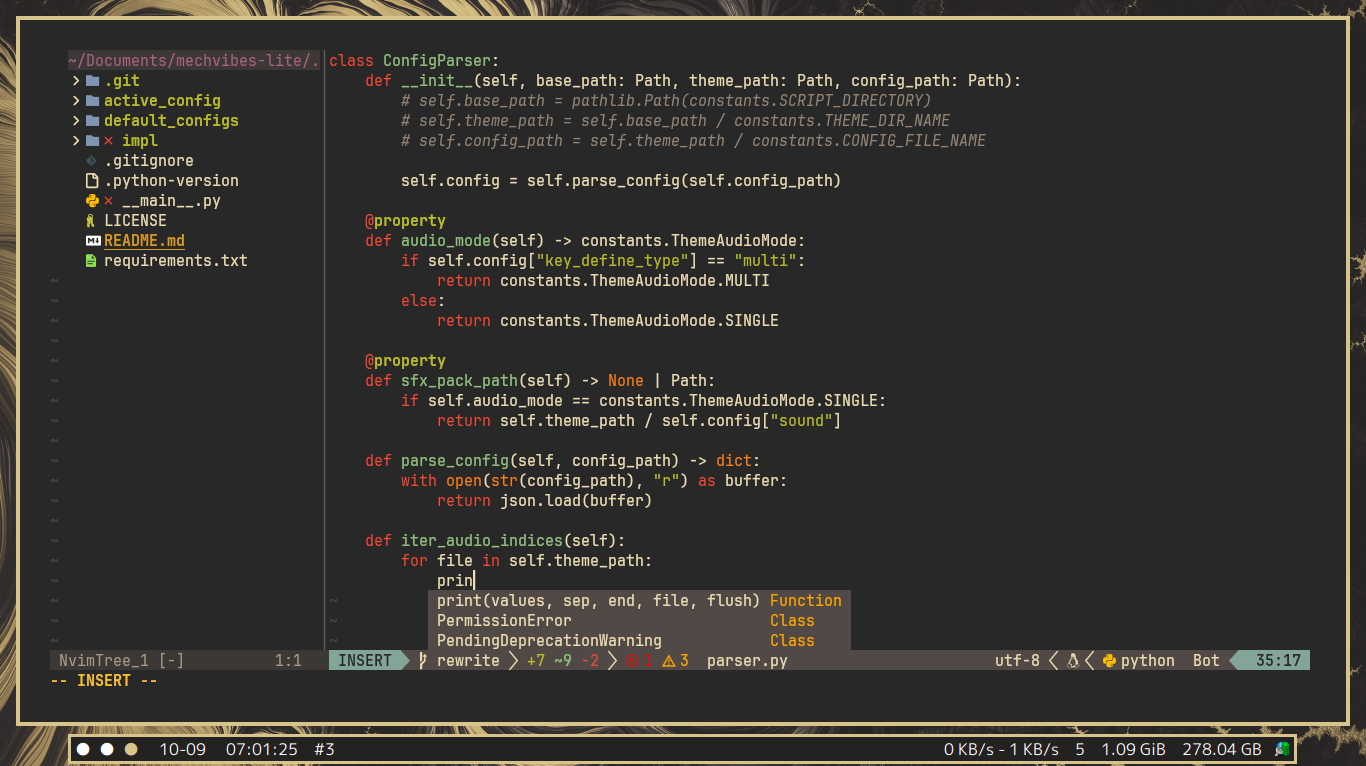 ~/Documents/mechvibes-lite/.
.git
active_config
default_configs
impl
.gitignore
.python-version
__main__.py
LICENSE
README.md
requirements.txt
class ConfigParser:
def __init__(self, base_path: Path, theme_path: Path, config_path: Path):
# self.base_path = pathlib.Path(constants.SCRIPT_DIRECTORY)
# self.theme_path = self.base_path / constants.THEME_DIR_NAME
# self.config_path = self.theme_path / constants.CONFIG_FILE_NAME
self.config = self.parse_config(self.config_path)
@property
def audio_mode(self) -> constants.ThemeAudioMode:
if self.config["key_define_type"] == "multi":
return constants.ThemeAudioMode.MULTI
else:
return constants.ThemeAudioMode.SINGLE
@property
def sfx_pack_path(self) -> None | Path:
if self.audio_mode == constants.ThemeAudioMode.SINGLE:
return self.theme_path / self.config["sound"]
def parse_config(self, config_path) -> dict:
with open(str(config_path), "r") as buffer:
return json.load(buffer)
def iter_audio_indices(self):
for file in self.theme_path:
prin
print(values, sep, end, file, flush) Function
PermissionError Class
PendingDeprecationWarning Class
NvimTree_1 [-] 1:1
INSERT rewrite +7 ~9 -2 1 3 parser.py utf-8 python Bot 35:17
-- INSERT --
10-09 07:01:25 #3 0 KB/s - 1 KB/s 5 1.09 GiB 278.04 GB